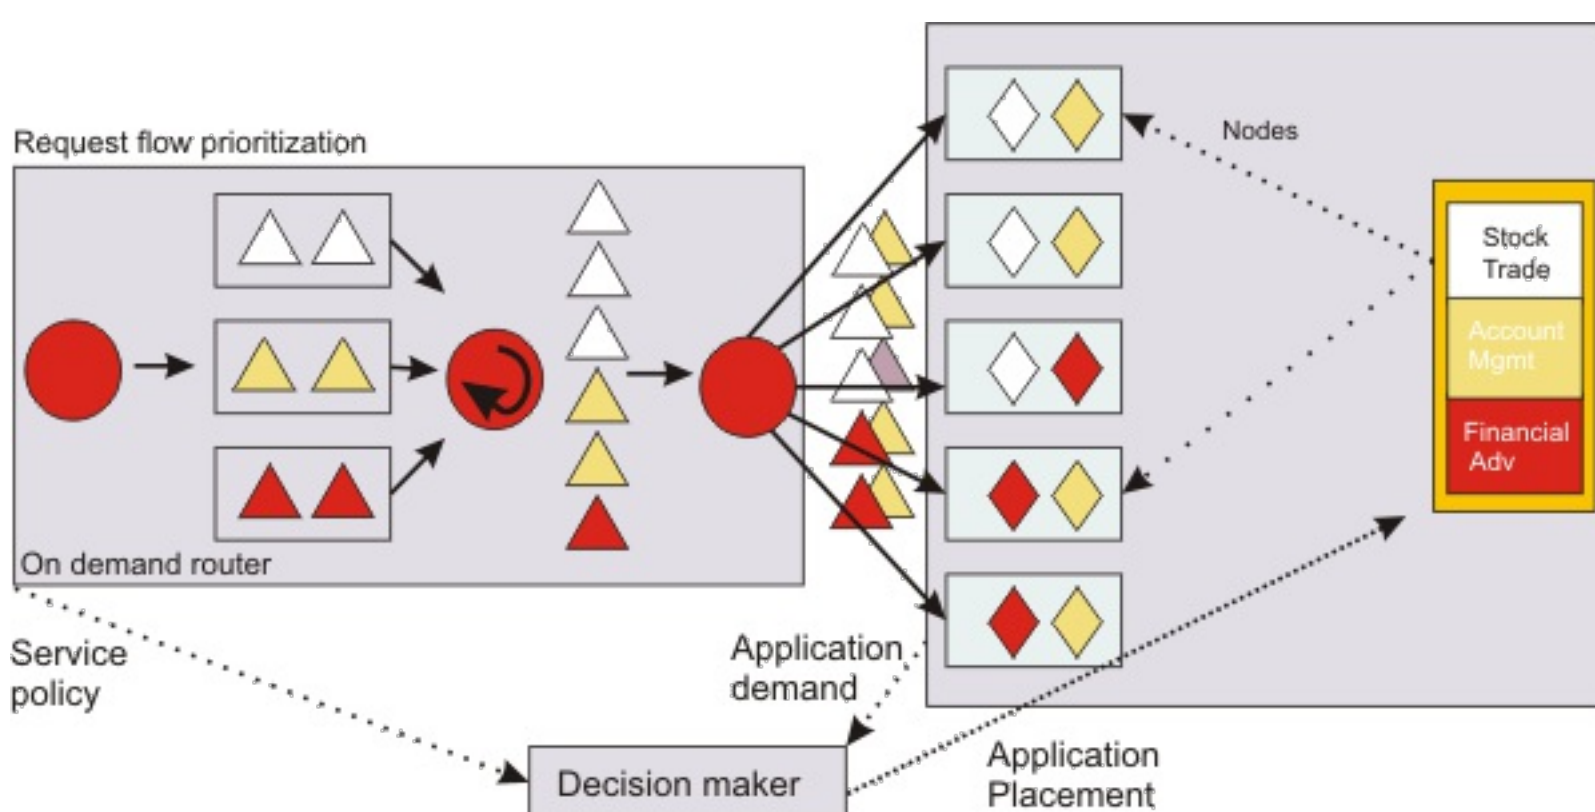 Request flow prioritization
On demand router
Service
policy
Application
demand
Decision maker
Application
Placement
Nodes
Stock
Trade
Account
Mgmt
Financial
Adv